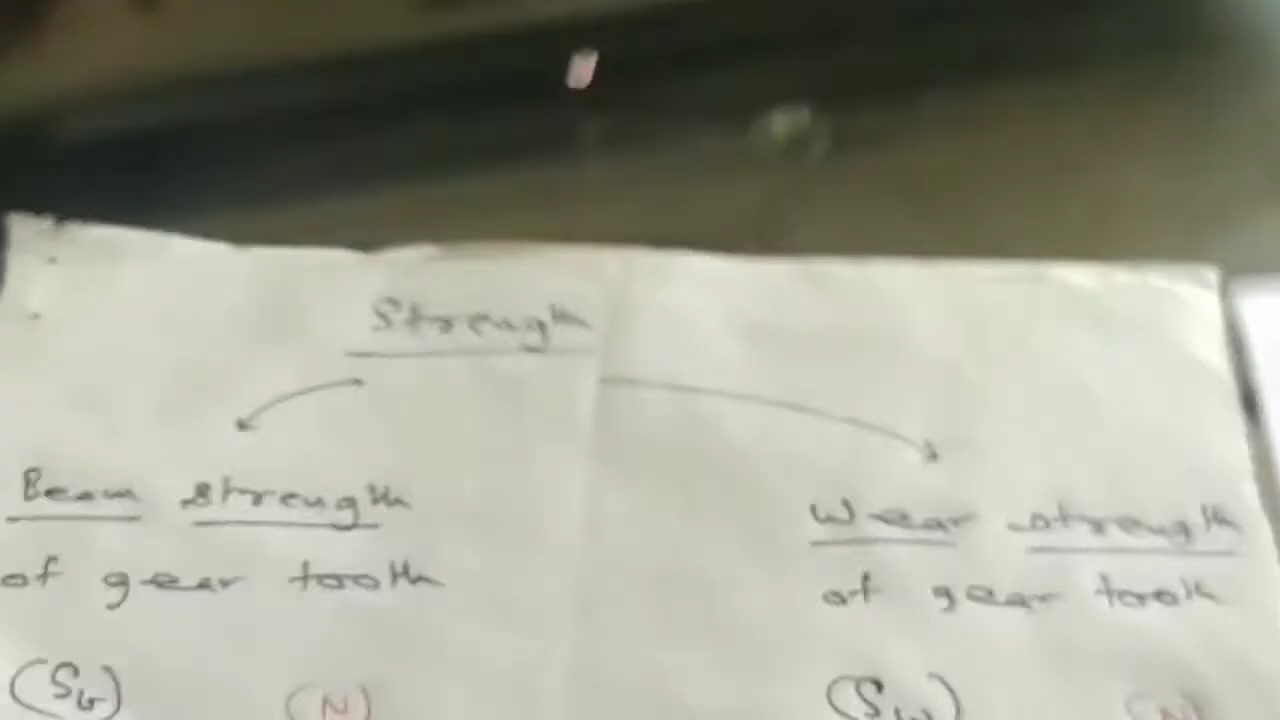 Strength
Beam strength
of gear tooth
(Sb) (N)
Wear strength
of gear tooth
(Sw) (N)